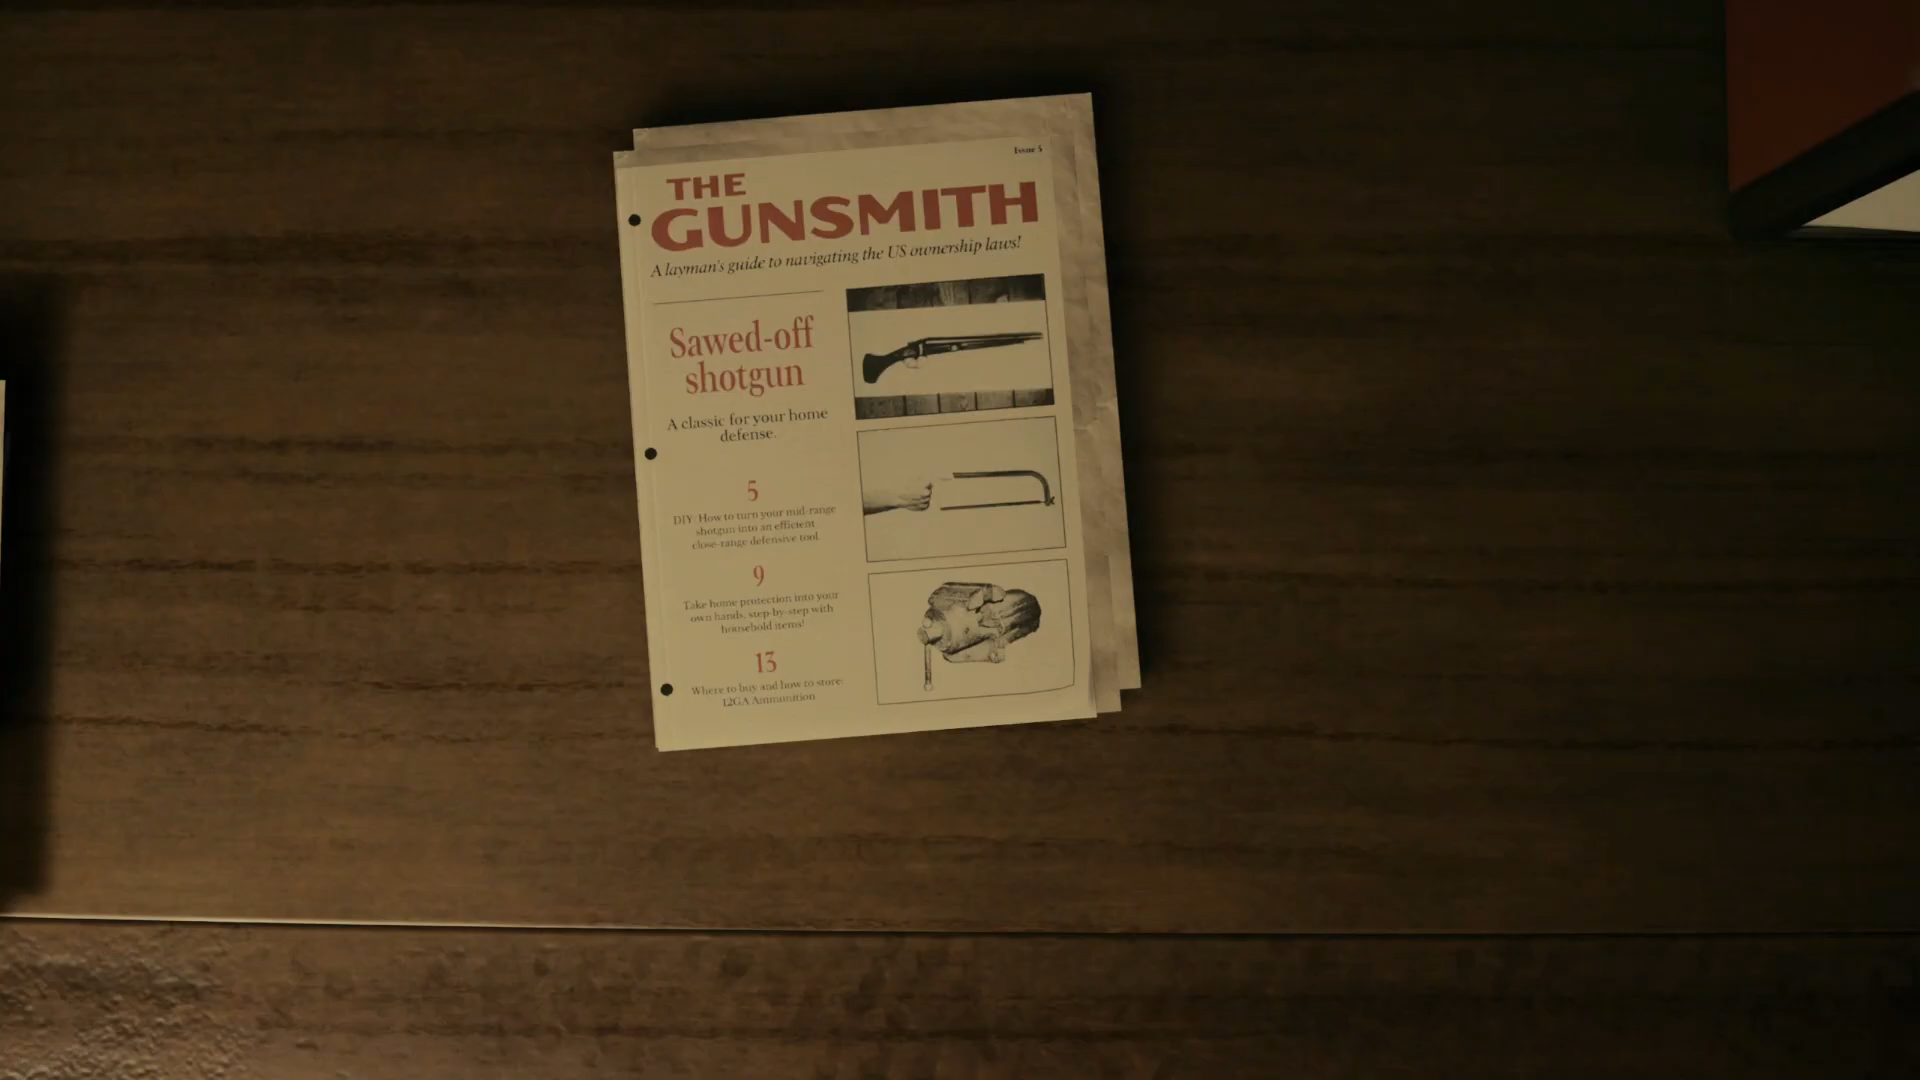 Issue 5
THE
GUNSMITH
A layman's guide to navigating the US ownership laws!
Sawed-off
shotgun
A classic for your home
defense.
5
DIY: How to turn your mid-range
shotgun into an efficient
close-range defensive tool.
9
Take home protection into your
own hands, step-by-step with
household items!
13
Where to buy and how to store:
12GA Ammunition